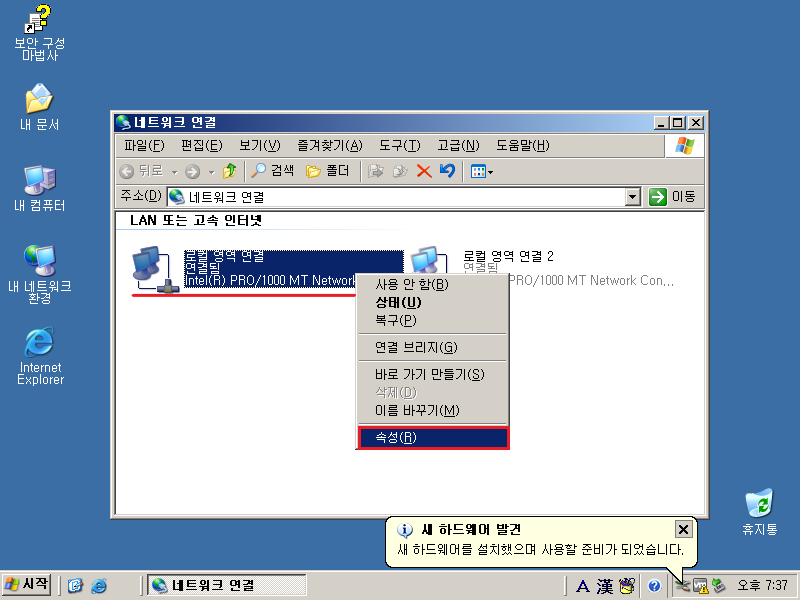 보안 구성
마법사
내 문서
내 컴퓨터
내 네트워크
환경
Internet
Explorer
네트워크 연결
파일(F) 편집(E) 보기(V) 즐겨찾기(A) 도구(T) 고급(N) 도움말(H)
뒤로 검색 폴더
주소(D) 네트워크 연결 이동
LAN 또는 고속 인터넷
로컬 영역 연결
연결됨
Intel(R) PRO/1000 MT Network
로컬 영역 연결 2
연결됨
PRO/1000 MT Network Con...
사용 안 함(B)
상태(U)
복구(P)
연결 브리지(G)
바로 가기 만들기(S)
삭제(D)
이름 바꾸기(M)
속성(R)
휴지통
새 하드웨어 발견
새 하드웨어를 설치했으며 사용할 준비가 되었습니다.
시작 네트워크 연결 A 漢 오후 7:37